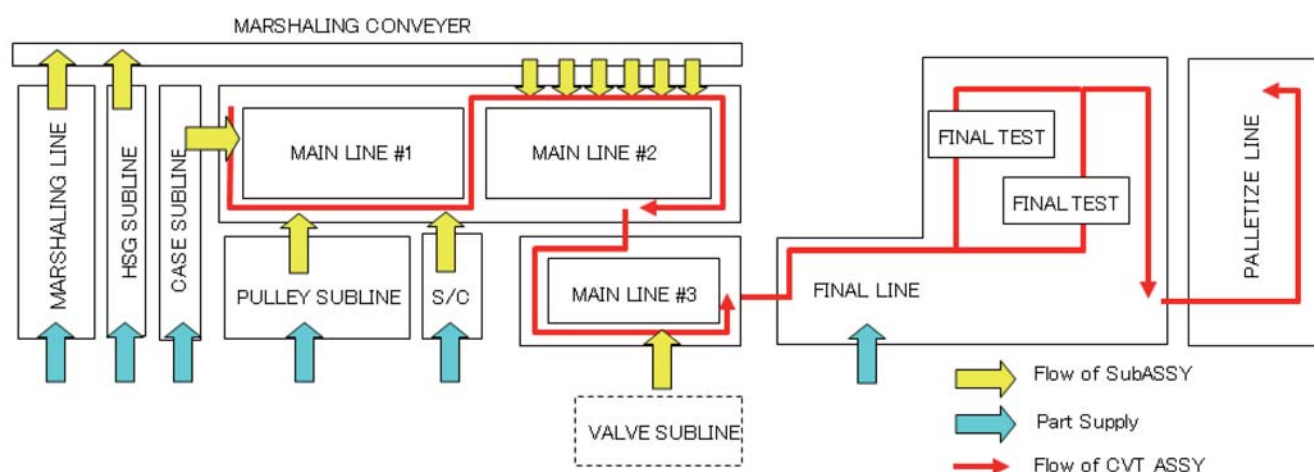 MARSHALING CONVEYER
MARSHALING LINE
HSG SUBLINE
CASE SUBLINE
MAIN LINE #1
MAIN LINE #2
PULLEY SUBLINE
S/C
MAIN LINE #3
VALVE SUBLINE
FINAL TEST
FINAL TEST
FINAL LINE
PALLETIZE LINE
Flow of SubASSY
Part Supply
Flow of CVT ASSY